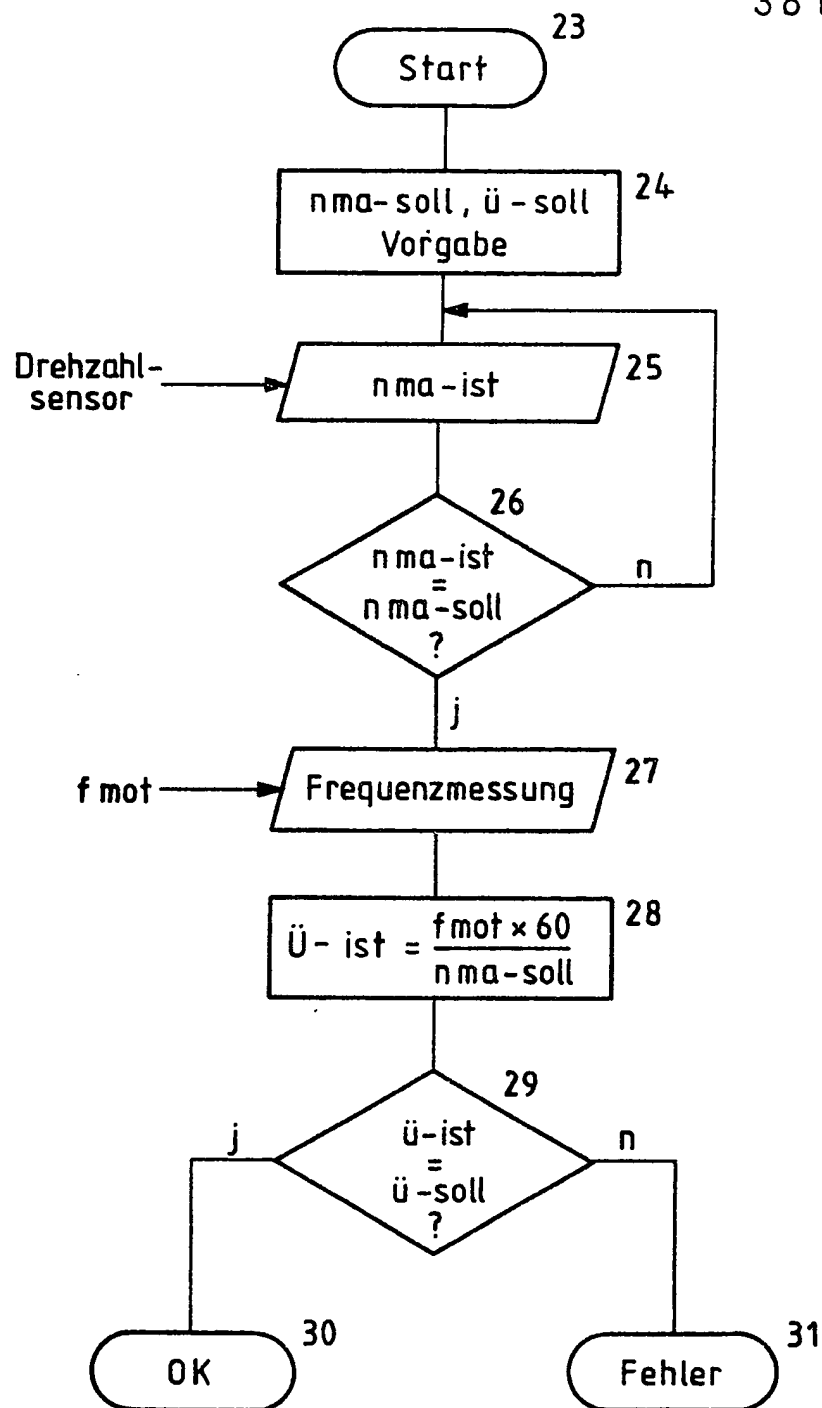 23
Start
24
nma-soll, ü-soll
Vorgabe
Drehzahl-
sensor
nma-ist
25
26
nma-ist
=
nma-soll
?
n
j
f mot
Frequenzmessung
27
28
Ü-ist = fmot × 60
nma-soll
29
ü-ist
=
ü-soll
?
j
n
30
OK
31
Fehler